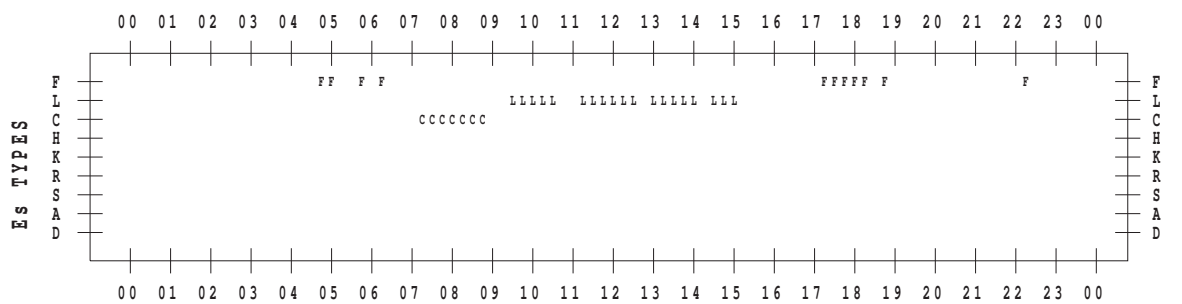 00 01 02 03 04 05 06 07 08 09 10 11 12 13 14 15 16 17 18 19 20 21 22 23 00
F FF F F FFFFF F F F
L LLLLL LLLLLL LLLLL LLL L
C CCCCCCC C
H H
K K
R R
S S
A A
D D
Es TYPES
00 01 02 03 04 05 06 07 08 09 10 11 12 13 14 15 16 17 18 19 20 21 22 23 00